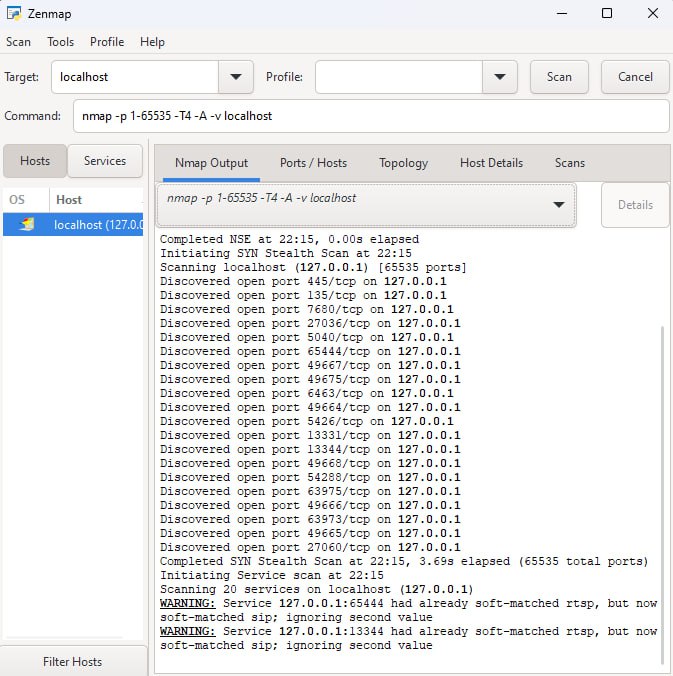 Zenmap
Scan Tools Profile Help
Target: localhost Profile: Scan Cancel
Command: nmap -p 1-65535 -T4 -A -v localhost
Hosts Services
OS Host
localhost (127.0.0
Filter Hosts
Nmap Output Ports / Hosts Topology Host Details Scans
nmap -p 1-65535 -T4 -A -v localhost Details
Completed NSE at 22:15, 0.00s elapsed
Initiating SYN Stealth Scan at 22:15
Scanning localhost (127.0.0.1) [65535 ports]
Discovered open port 445/tcp on 127.0.0.1
Discovered open port 135/tcp on 127.0.0.1
Discovered open port 7680/tcp on 127.0.0.1
Discovered open port 27036/tcp on 127.0.0.1
Discovered open port 5040/tcp on 127.0.0.1
Discovered open port 65444/tcp on 127.0.0.1
Discovered open port 49667/tcp on 127.0.0.1
Discovered open port 49675/tcp on 127.0.0.1
Discovered open port 6463/tcp on 127.0.0.1
Discovered open port 49664/tcp on 127.0.0.1
Discovered open port 5426/tcp on 127.0.0.1
Discovered open port 13331/tcp on 127.0.0.1
Discovered open port 13344/tcp on 127.0.0.1
Discovered open port 49668/tcp on 127.0.0.1
Discovered open port 54288/tcp on 127.0.0.1
Discovered open port 63975/tcp on 127.0.0.1
Discovered open port 49666/tcp on 127.0.0.1
Discovered open port 63973/tcp on 127.0.0.1
Discovered open port 49665/tcp on 127.0.0.1
Discovered open port 27060/tcp on 127.0.0.1
Completed SYN Stealth Scan at 22:15, 3.69s elapsed (65535 total ports)
Initiating Service scan at 22:15
Scanning 20 services on localhost (127.0.0.1)
WARNING: Service 127.0.0.1:65444 had already soft-matched rtsp, but now
soft-matched sip; ignoring second value
WARNING: Service 127.0.0.1:13344 had already soft-matched rtsp, but now
soft-matched sip; ignoring second value